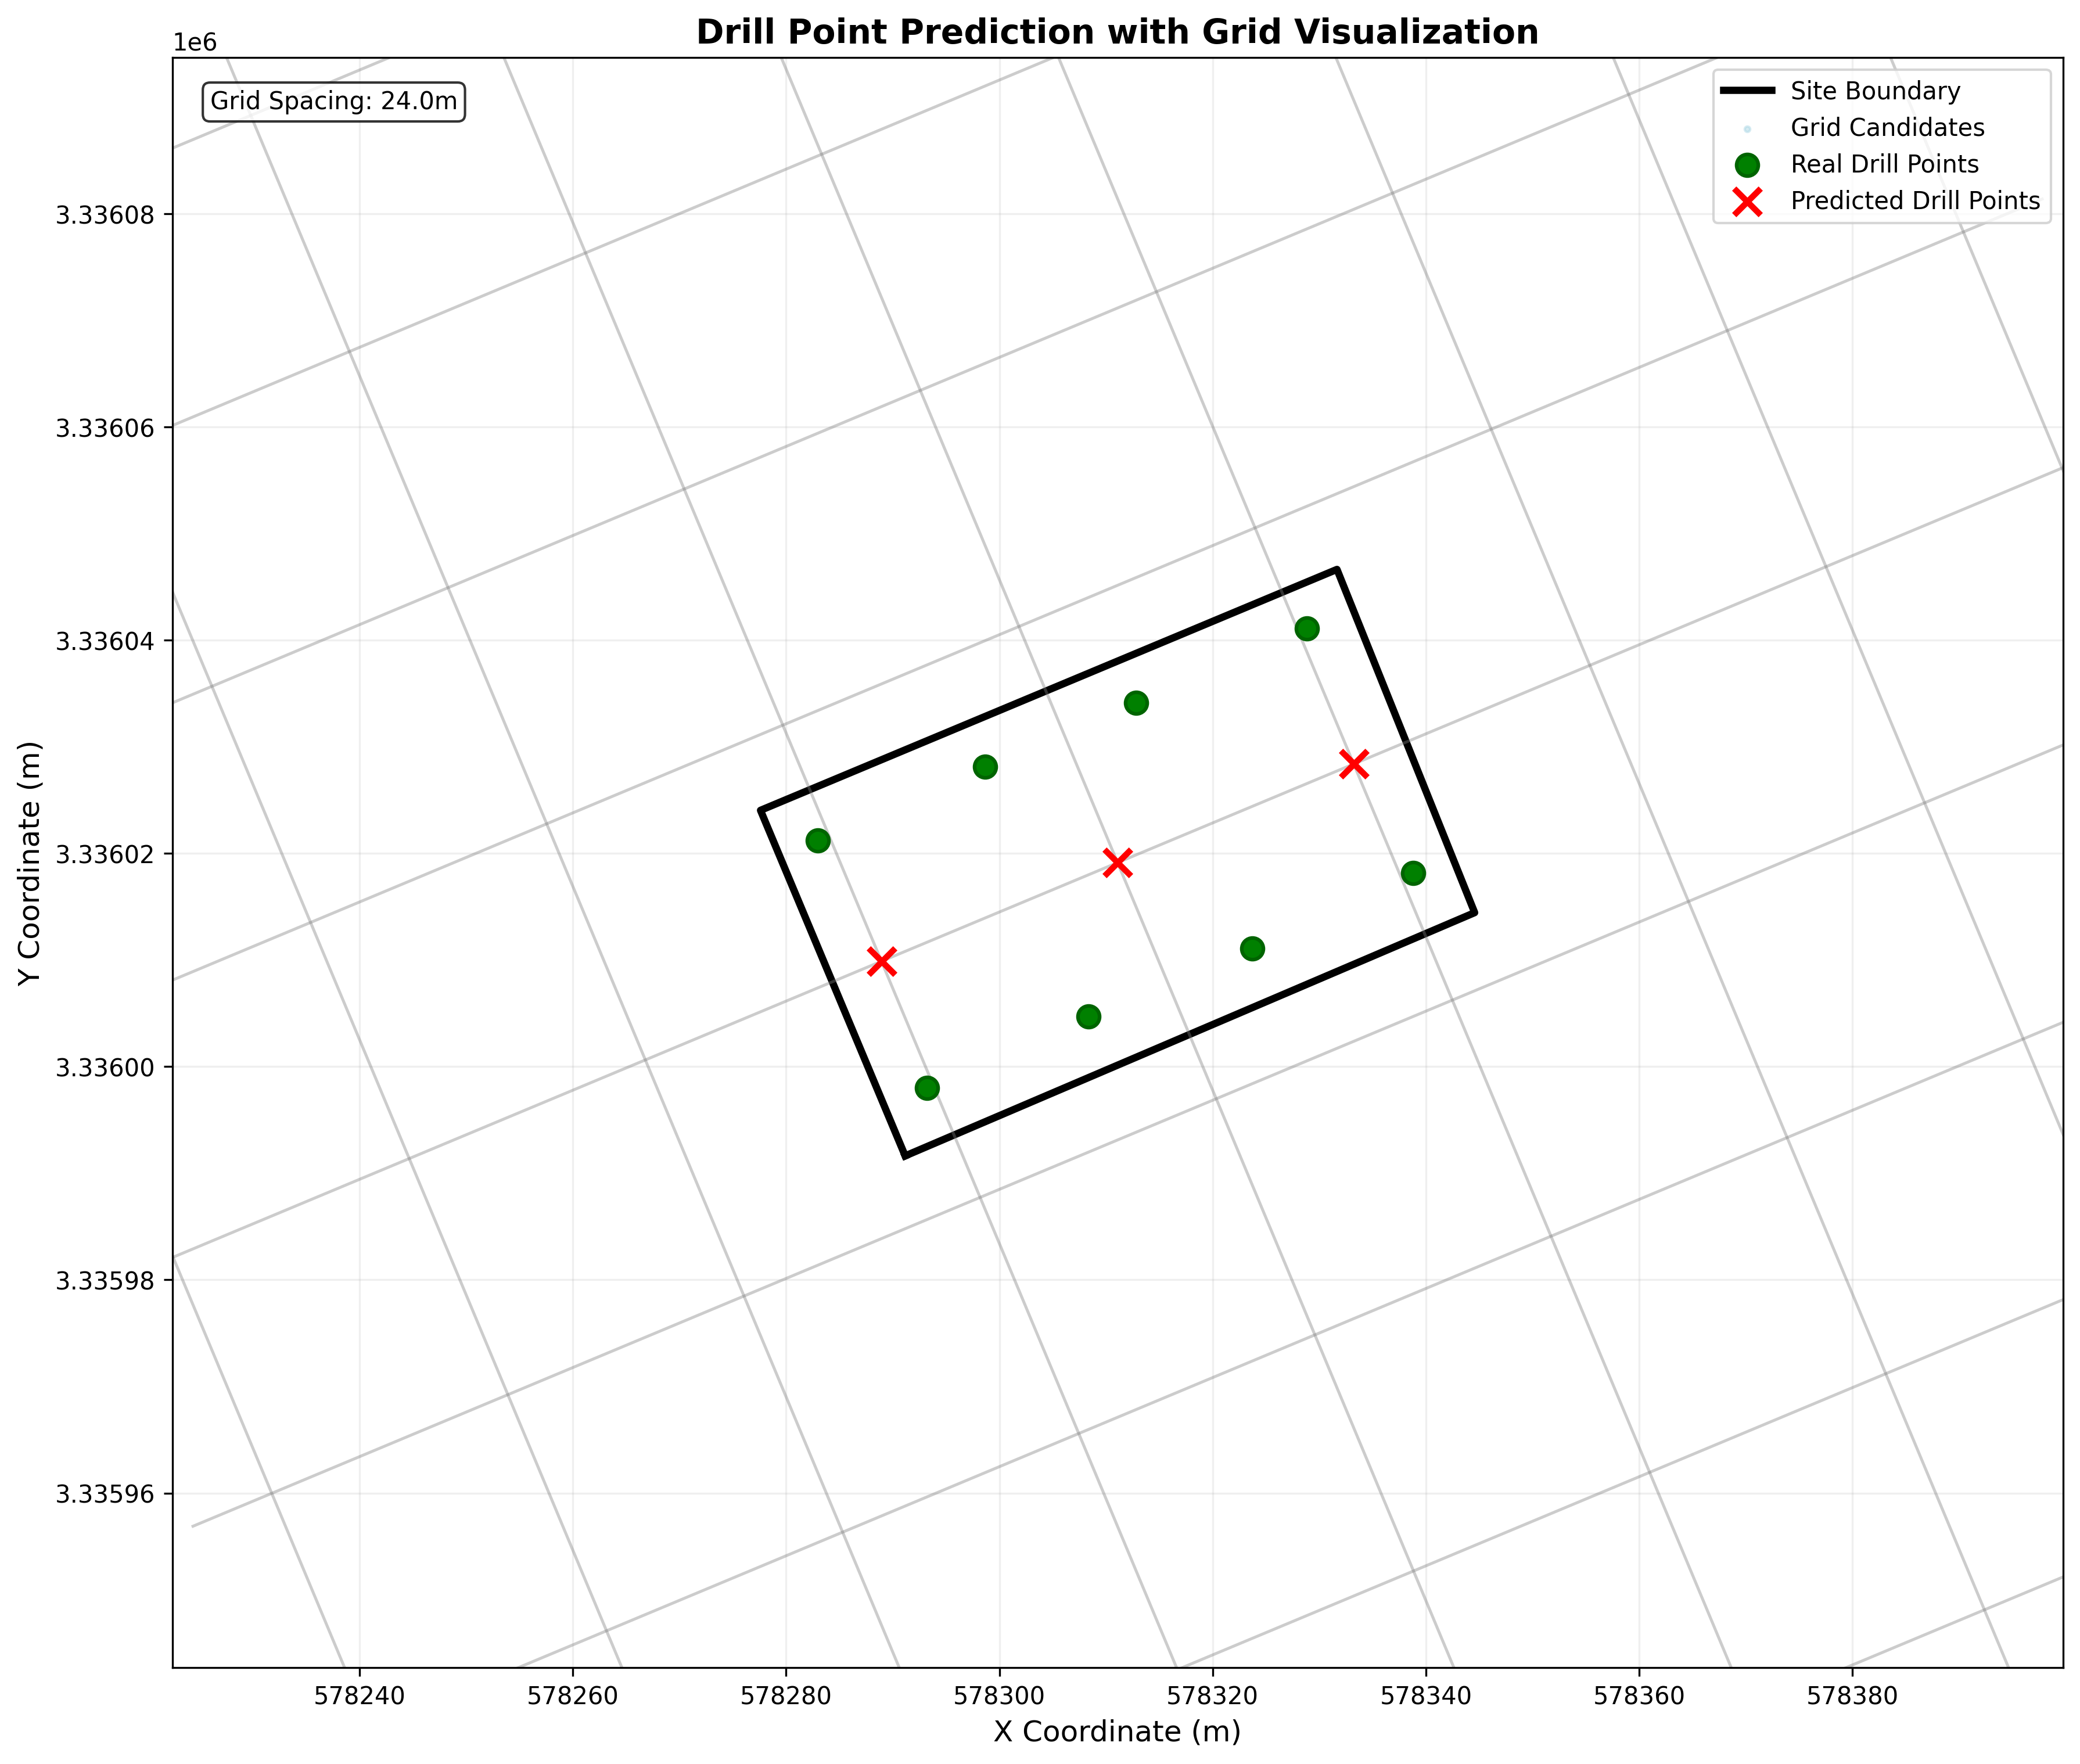 Drill Point Prediction with Grid Visualization
1e6
Grid Spacing: 24.0m
Site Boundary
Grid Candidates
Real Drill Points
Predicted Drill Points
3.33608
3.33606
3.33604
3.33602
3.33600
3.33598
3.33596
Y Coordinate (m)
578240
578260
578280
578300
578320
578340
578360
578380
X Coordinate (m)